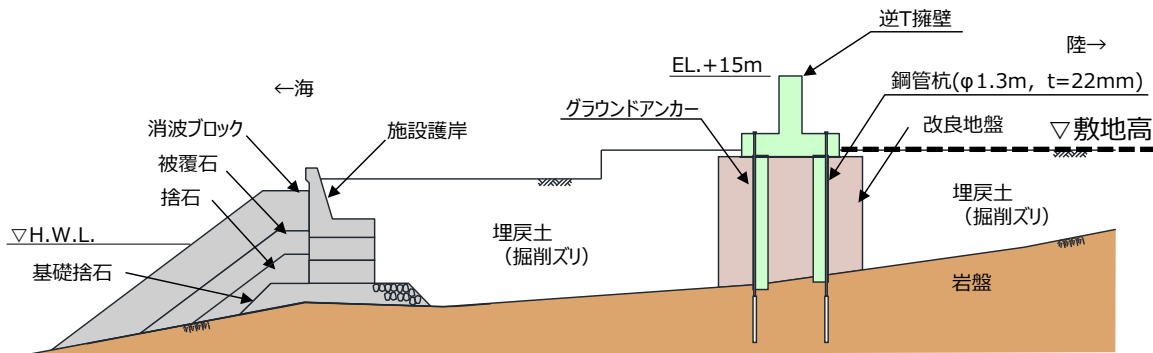 逆T擁壁
陸→
EL.+15m
←海
鋼管杭(φ1.3m, t=22mm)
グラウンドアンカー
消波ブロック
施設護岸
改良地盤
▽敷地高
被覆石
捨石
埋戻土
(掘削ズリ)
埋戻土
(掘削ズリ)
▽H.W.L.
基礎捨石
岩盤